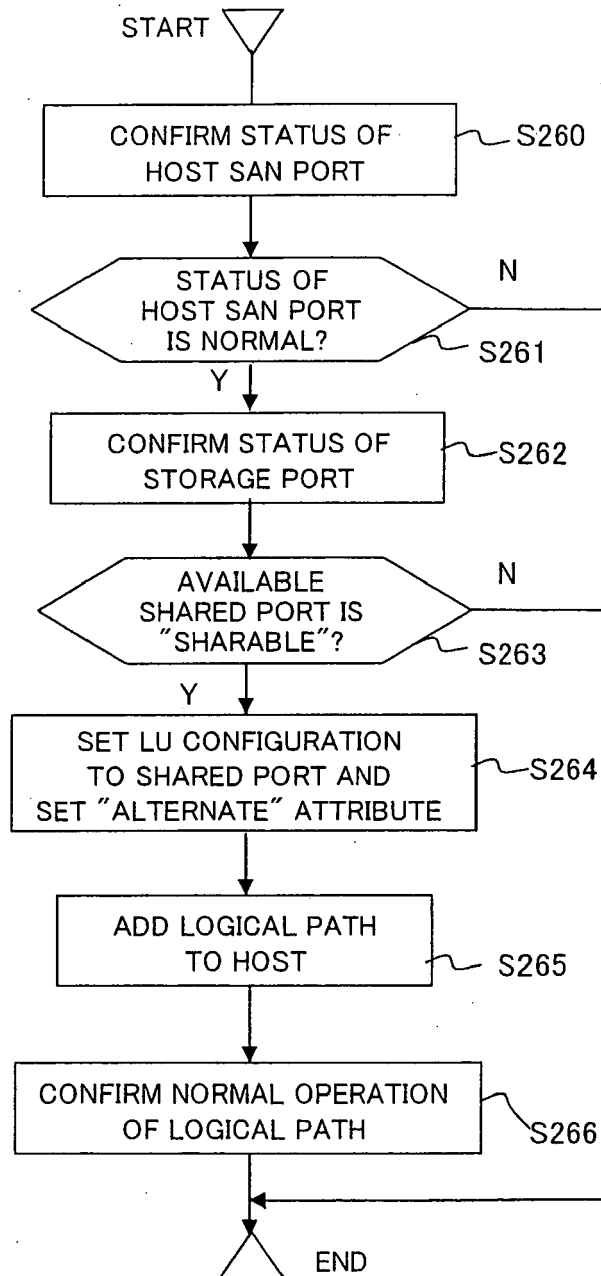 START
CONFIRM STATUS OF
HOST SAN PORT
S260
STATUS OF
HOST SAN PORT
IS NORMAL?
N
S261
Y
CONFIRM STATUS OF
STORAGE PORT
S262
AVAILABLE
SHARED PORT IS
"SHARABLE"?
N
S263
Y
SET LU CONFIGURATION
TO SHARED PORT AND
SET "ALTERNATE" ATTRIBUTE
S264
ADD LOGICAL PATH
TO HOST
S265
CONFIRM NORMAL OPERATION
OF LOGICAL PATH
S266
END